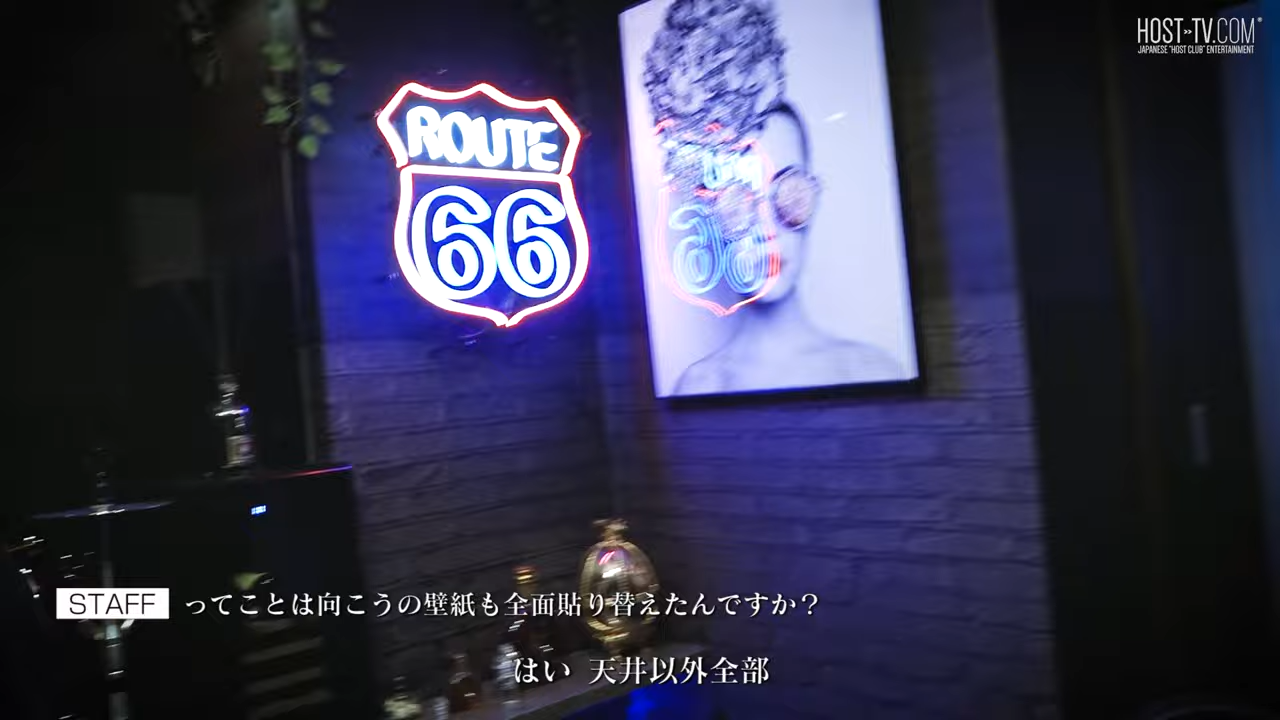 HOST-TV.COM
JAPANESE "HOST CLUB" ENTERTAINMENT
ROUTE
66
STAFF ってことは向こうの壁紙も全面貼り替えたんですか？
はい 天井以外全部